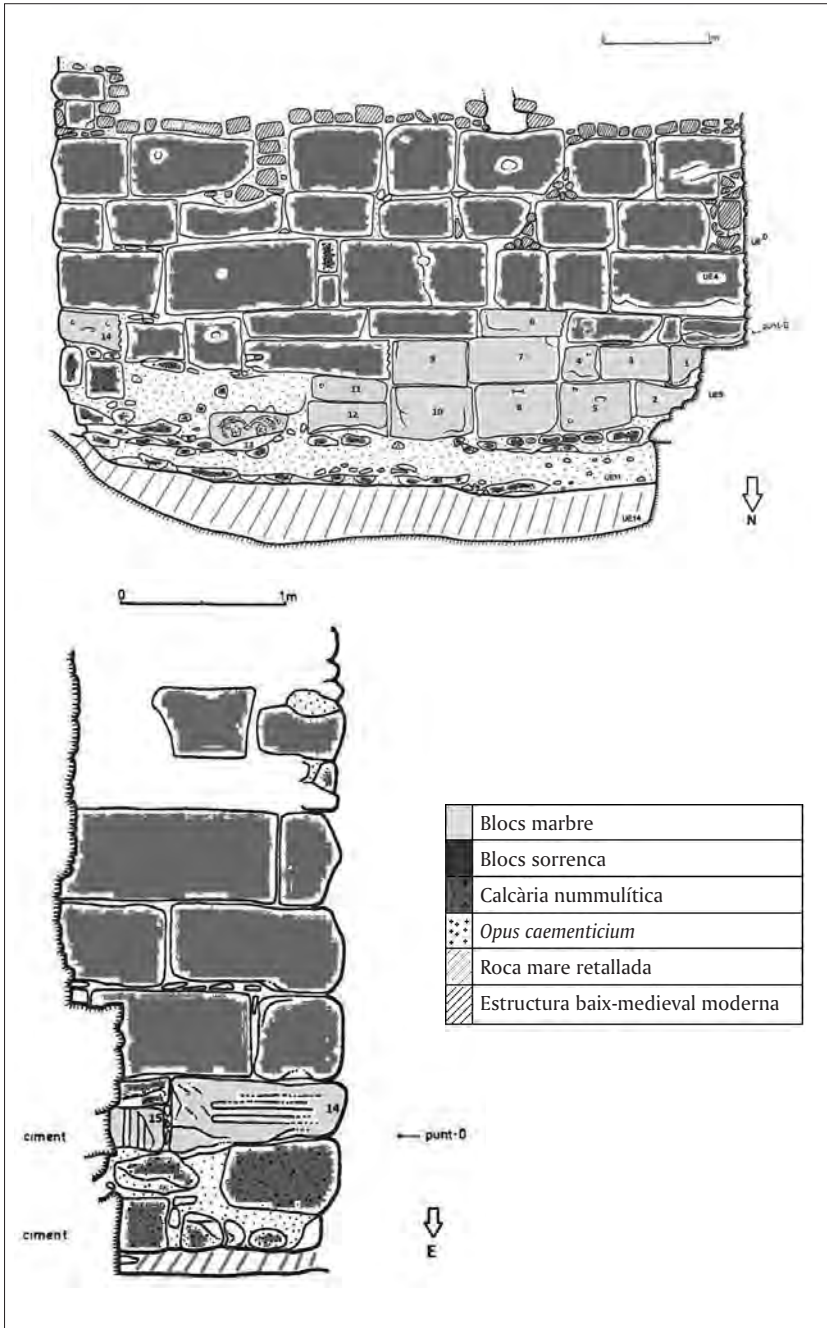 1m
UE4
punt-0
14
6
9
7
4
3
1
11
12
10
8
5
2
13
UE11
UE14
N
0 1m
15
14
ciment
punt-0
ciment
E
Blocs marbre
Blocs sorrenca
Calcària nummulítica
Opus caementicium
Roca mare retallada
Estructura baix-medieval moderna